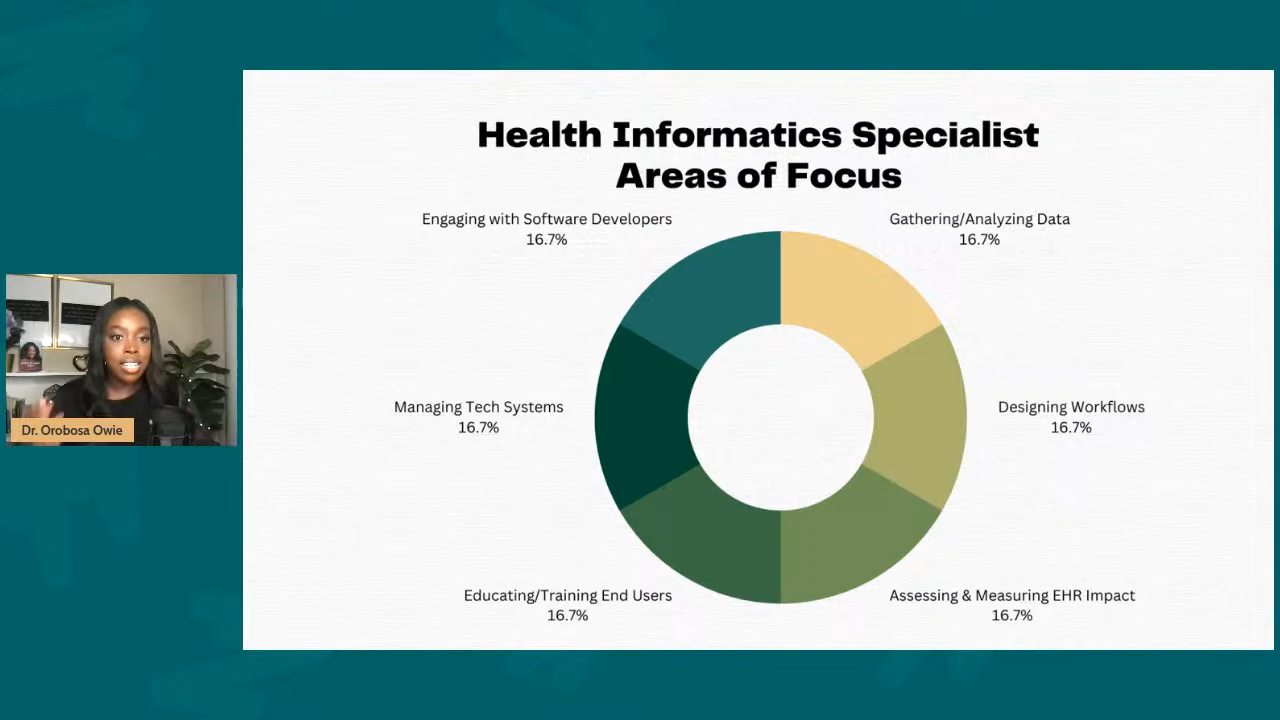 Health Informatics Specialist
Areas of Focus
Engaging with Software Developers
16.7%
Gathering/Analyzing Data
16.7%
Managing Tech Systems
16.7%
Designing Workflows
16.7%
Educating/Training End Users
16.7%
Assessing & Measuring EHR Impact
16.7%
Dr. Orobosa Owie